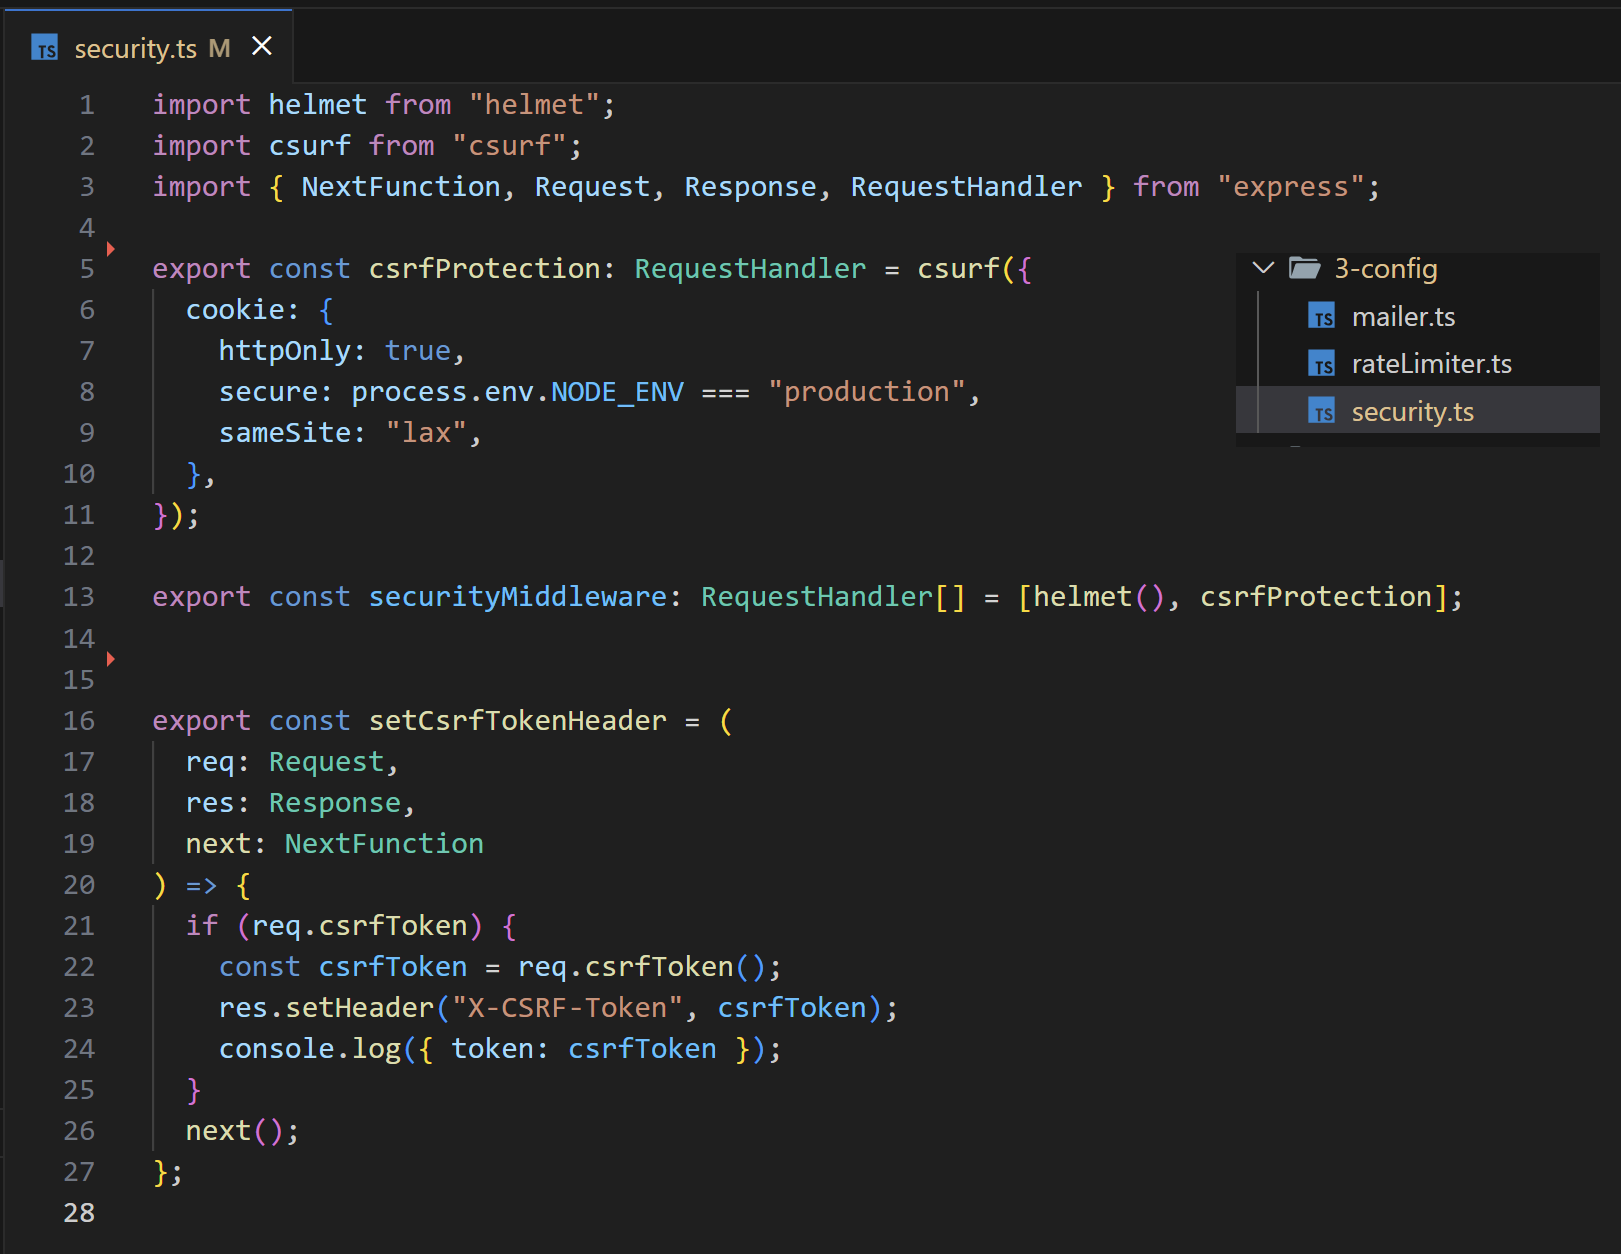 security.ts M
1 import helmet from "helmet";
2 import csurf from "csurf";
3 import { NextFunction, Request, Response, RequestHandler } from "express";
4
5 export const csrfProtection: RequestHandler = csurf({
6   cookie: {
7     httpOnly: true,
8     secure: process.env.NODE_ENV === "production",
9     sameSite: "lax",
10   },
11 });
12
13 export const securityMiddleware: RequestHandler[] = [helmet(), csrfProtection];
14
15
16 export const setCsrfTokenHeader = (
17   req: Request,
18   res: Response,
19   next: NextFunction
20 ) => {
21   if (req.csrfToken) {
22     const csrfToken = req.csrfToken();
23     res.setHeader("X-CSRF-Token", csrfToken);
24     console.log({ token: csrfToken });
25   }
26   next();
27 };
28
3-config
TS mailer.ts
TS rateLimiter.ts
TS security.ts